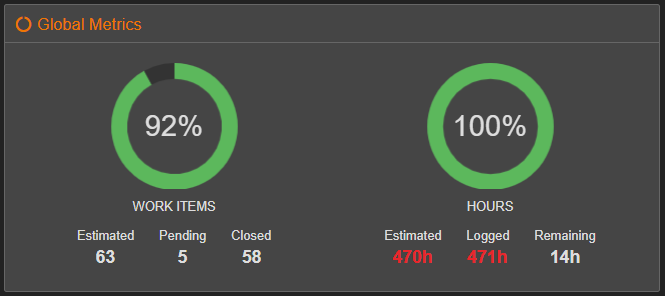 Global Metrics
92%
WORK ITEMS
Estimated Pending Closed
63 5 58
100%
HOURS
Estimated Logged Remaining
470h 471h 14h